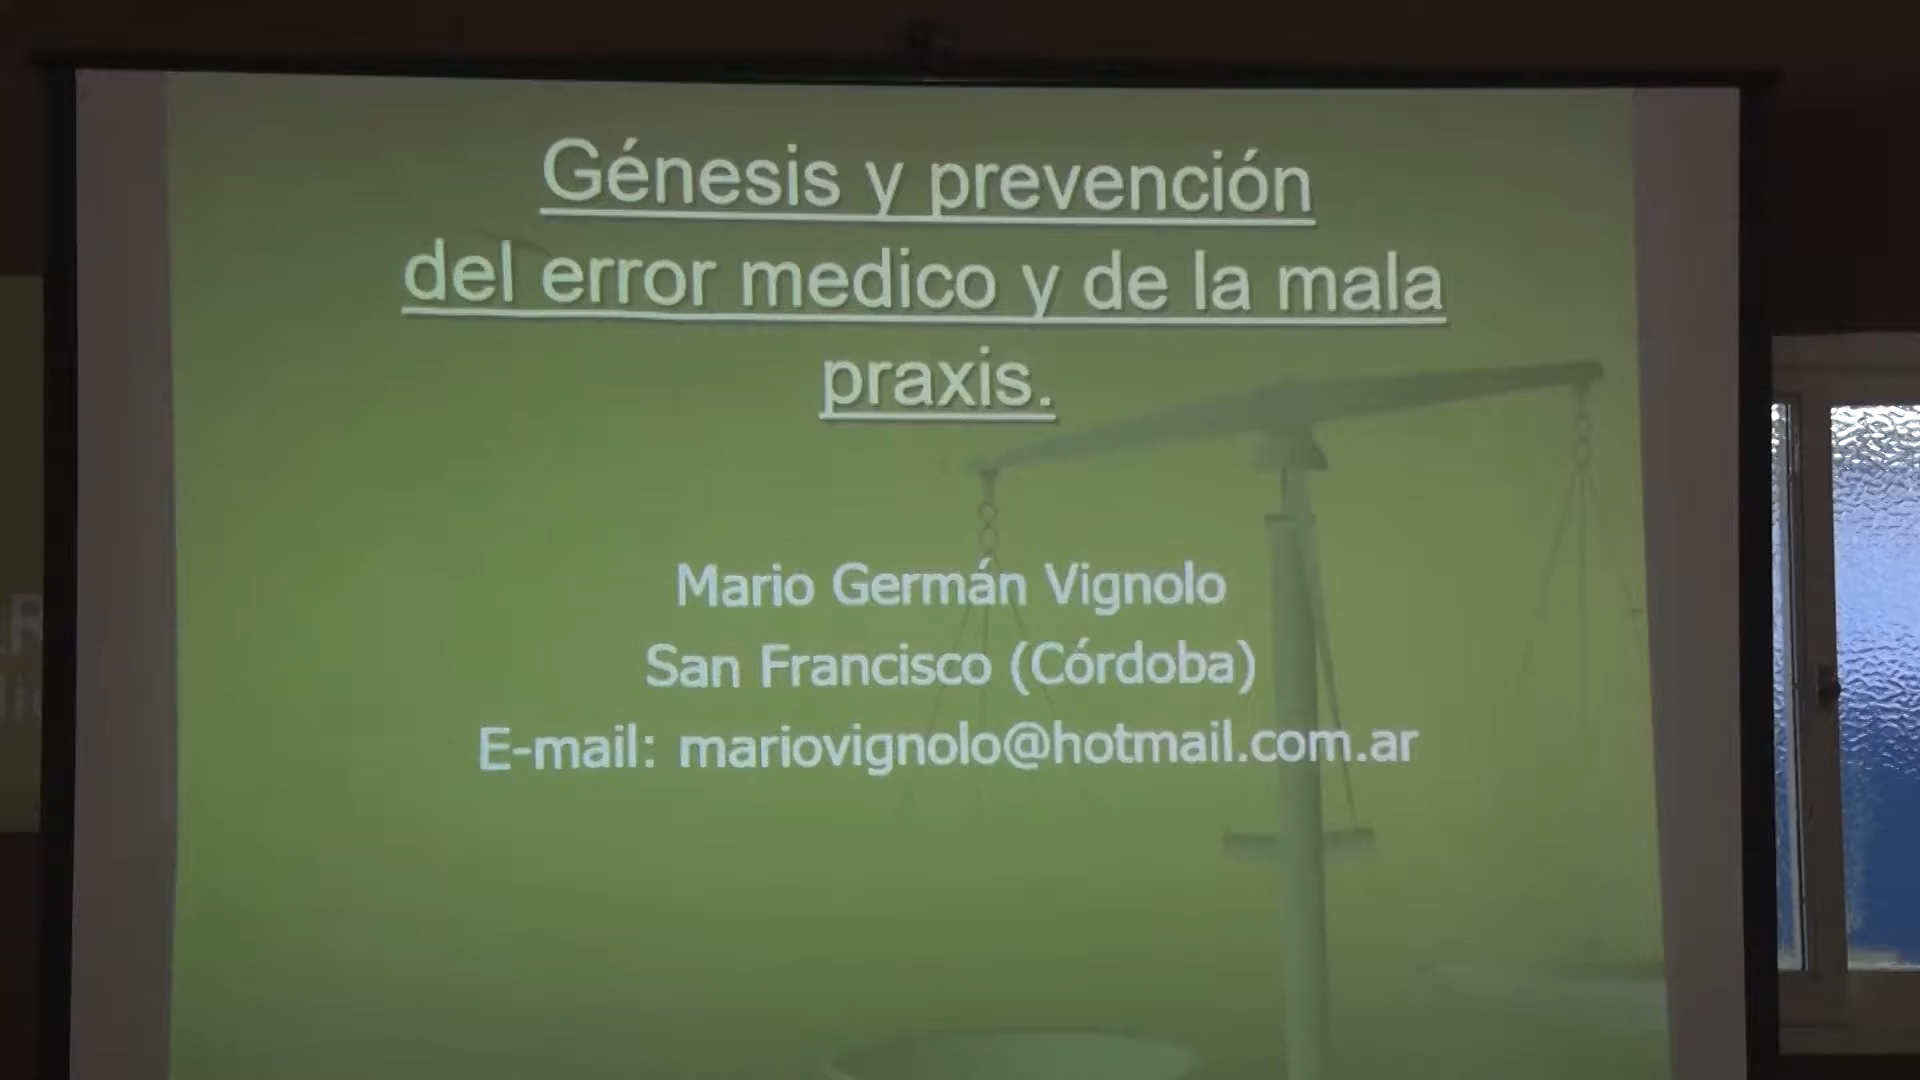 Génesis y prevención
del error medico y de la mala
praxis.
Mario Germán Vignolo
San Francisco (Córdoba)
E-mail: mariovignolo@hotmail.com.ar